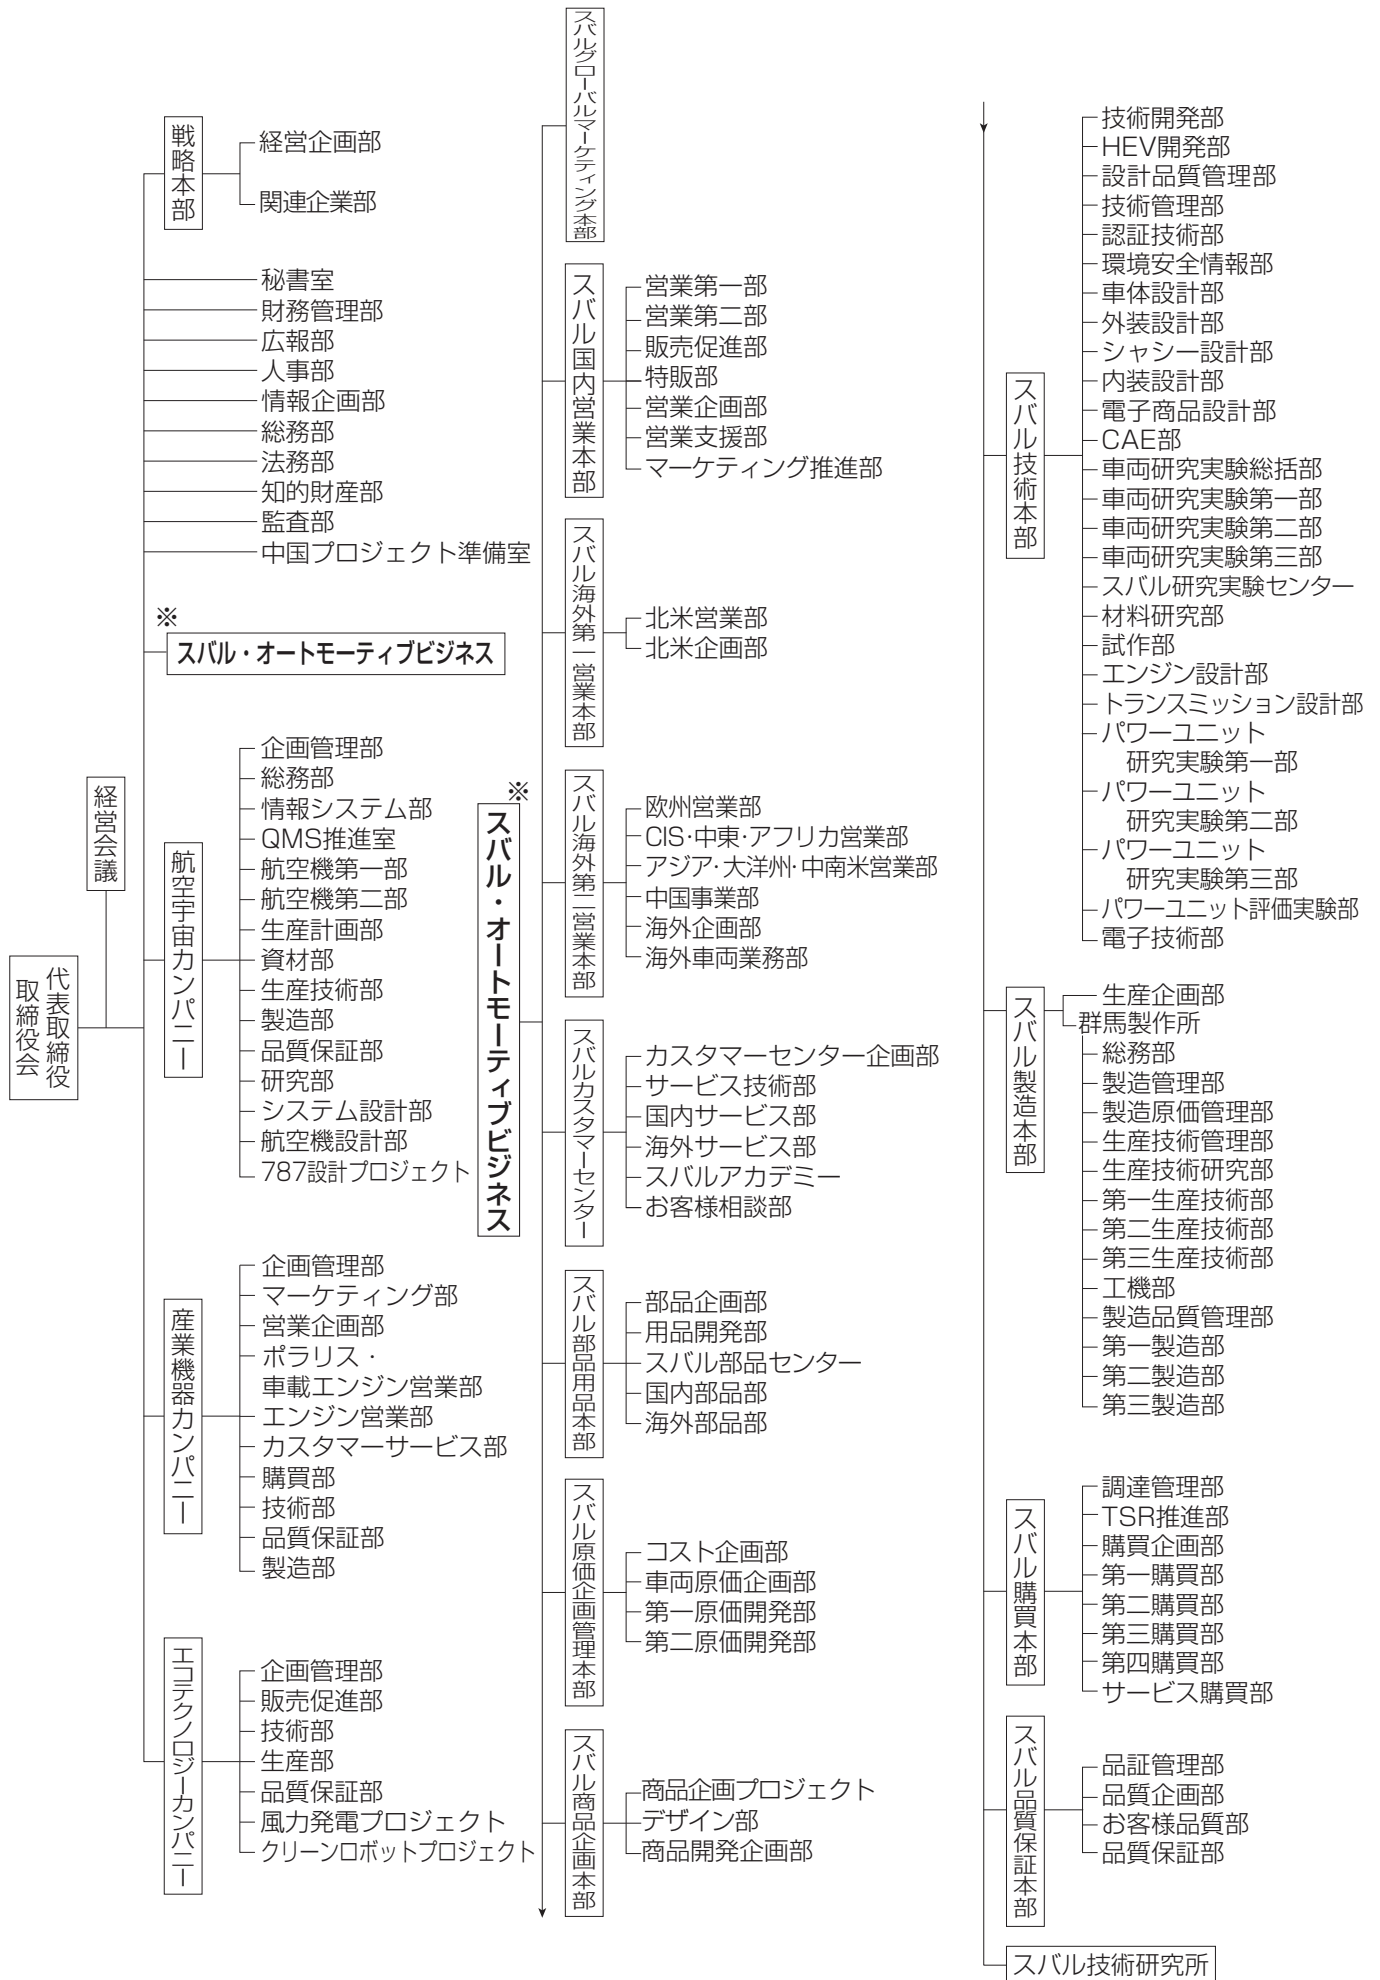 代表取締役
取締役会
経営会議
戦略本部
経営企画部
関連企業部
秘書室
財務管理部
広報部
人事部
情報企画部
総務部
法務部
知的財産部
監査部
中国プロジェクト準備室
※
スバル・オートモーティブビジネス
航空宇宙カンパニー
企画管理部
総務部
情報システム部
QMS推進室
航空機第一部
航空機第二部
生産計画部
資材部
生産技術部
製造部
品質保証部
研究部
システム設計部
航空機設計部
787設計プロジェクト
産業機器カンパニー
企画管理部
マーケティング部
営業企画部
ポラリス・
車載エンジン営業部
エンジン営業部
カスタマーサービス部
購買部
技術部
品質保証部
製造部
エコテクノロジーカンパニー
企画管理部
販売促進部
技術部
生産部
品質保証部
風力発電プロジェクト
クリーンロボットプロジェクト
※
スバル・オートモーティブビジネス
スバルグローバルマーケティング本部
スバル国内営業本部
営業第一部
営業第二部
販売促進部
特販部
営業企画部
営業支援部
マーケティング推進部
スバル海外第一営業本部
北米営業部
北米企画部
スバル海外第二営業本部
欧州営業部
CIS・中東・アフリカ営業部
アジア・大洋州・中南米営業部
中国事業部
海外企画部
海外車両業務部
スバルカスタマーセンター
カスタマーセンター企画部
サービス技術部
国内サービス部
海外サービス部
スバルアカデミー
お客様相談部
スバル部品用品本部
部品企画部
用品開発部
スバル部品センター
国内部品部
海外部品部
スバル原価企画管理本部
コスト企画部
車両原価企画部
第一原価開発部
第二原価開発部
スバル商品企画本部
商品企画プロジェクト
デザイン部
商品開発企画部
スバル技術本部
技術開発部
HEV開発部
設計品質管理部
技術管理部
認証技術部
環境安全情報部
車体設計部
外装設計部
シャシー設計部
内装設計部
電子商品設計部
CAE部
車両研究実験総括部
車両研究実験第一部
車両研究実験第二部
車両研究実験第三部
スバル研究実験センター
材料研究部
試作部
エンジン設計部
トランスミッション設計部
パワーユニット
研究実験第一部
パワーユニット
研究実験第二部
パワーユニット
研究実験第三部
パワーユニット評価実験部
電子技術部
スバル製造本部
生産企画部
群馬製作所
総務部
製造管理部
製造原価管理部
生産技術管理部
生産技術研究部
第一生産技術部
第二生産技術部
第三生産技術部
工機部
製造品質管理部
第一製造部
第二製造部
第三製造部
スバル購買本部
調達管理部
TSR推進部
購買企画部
第一購買部
第二購買部
第三購買部
第四購買部
サービス購買部
スバル品質保証本部
品証管理部
品質企画部
お客様品質部
品質保証部
スバル技術研究所